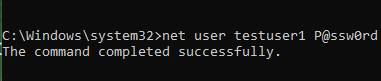 C:\Windows\system32>net user testuser1 P@ssw0rd
The command completed successfully.